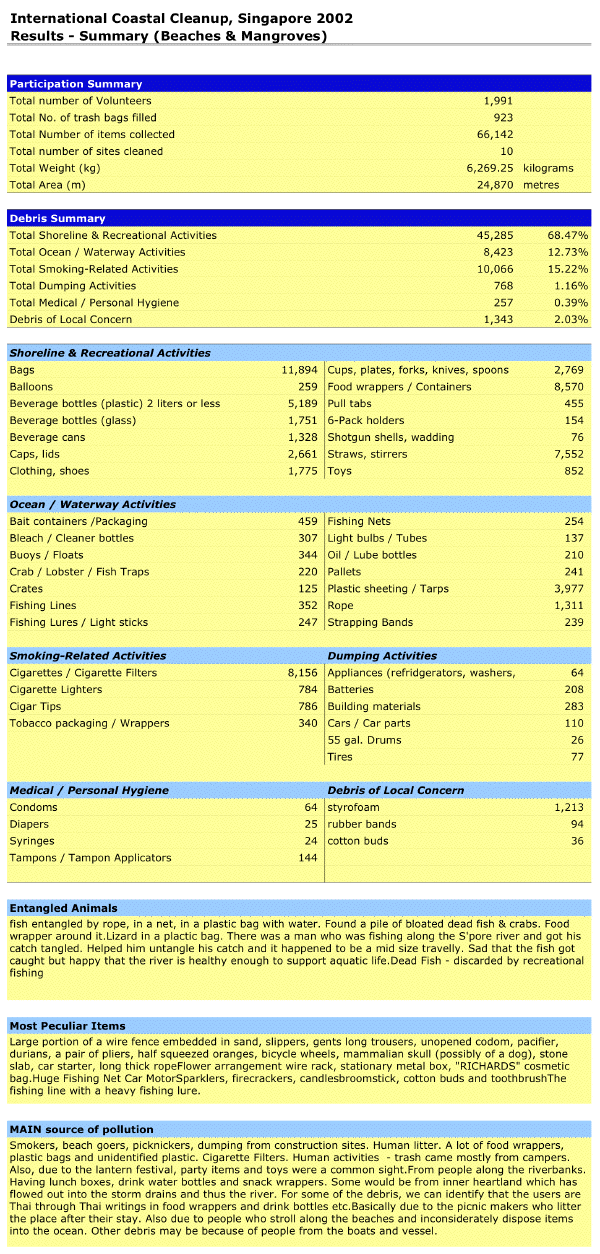 International Coastal Cleanup, Singapore 2002
Results - Summary (Beaches & Mangroves)
Participation Summary
Total number of Volunteers 1,991
Total No. of trash bags filled 923
Total Number of items collected 66,142
Total number of sites cleaned 10
Total Weight (kg) 6,269.25 kilograms
Total Area (m) 24,870 metres
Debris Summary
Total Shoreline & Recreational Activities 45,285 68.47%
Total Ocean / Waterway Activities 8,423 12.73%
Total Smoking-Related Activities 10,066 15.22%
Total Dumping Activities 768 1.16%
Total Medical / Personal Hygiene 257 0.39%
Debris of Local Concern 1,343 2.03%
Shoreline & Recreational Activities
Bags 11,894 Cups, plates, forks, knives, spoons 2,769
Balloons 259 Food wrappers / Containers 8,570
Beverage bottles (plastic) 2 liters or less 5,189 Pull tabs 455
Beverage bottles (glass) 1,751 6-Pack holders 154
Beverage cans 1,328 Shotgun shells, wadding 76
Caps, lids 2,661 Straws, stirrers 7,552
Clothing, shoes 1,775 Toys 852
Ocean / Waterway Activities
Bait containers /Packaging 459 Fishing Nets 254
Bleach / Cleaner bottles 307 Light bulbs / Tubes 137
Buoys / Floats 344 Oil / Lube bottles 210
Crab / Lobster / Fish Traps 220 Pallets 241
Crates 125 Plastic sheeting / Tarps 3,977
Fishing Lines 352 Rope 1,311
Fishing Lures / Light sticks 247 Strapping Bands 239
Smoking-Related Activities Dumping Activities
Cigarettes / Cigarette Filters 8,156 Appliances (refridgerators, washers, 64
Cigarette Lighters 784 Batteries 208
Cigar Tips 786 Building materials 283
Tobacco packaging / Wrappers 340 Cars / Car parts 110
55 gal. Drums 26
Tires 77
Medical / Personal Hygiene Debris of Local Concern
Condoms 64 styrofoam 1,213
Diapers 25 rubber bands 94
Syringes 24 cotton buds 36
Tampons / Tampon Applicators 144
Entangled Animals
fish entangled by rope, in a net, in a plastic bag with water. Found a pile of bloated dead fish & crabs. Food
wrapper around it.Lizard in a plactic bag. There was a man who was fishing along the S'pore river and got his
catch tangled. Helped him untangle his catch and it happened to be a mid size travelly. Sad that the fish got
caught but happy that the river is healthy enough to support aquatic life.Dead Fish - discarded by recreational
fishing
Most Peculiar Items
Large portion of a wire fence embedded in sand, slippers, gents long trousers, unopened codom, pacifier,
durians, a pair of pliers, half squeezed oranges, bicycle wheels, mammalian skull (possibly of a dog), stone
slab, car starter, long thick ropeFlower arrangement wire rack, stationary metal box, "RICHARDS" cosmetic
bag.Huge Fishing Net Car MotorSparklers, firecrackers, candlesbroomstick, cotton buds and toothbrushThe
fishing line with a heavy fishing lure.
MAIN source of pollution
Smokers, beach goers, picknickers, dumping from construction sites. Human litter. A lot of food wrappers,
plastic bags and unidentified plastic. Cigarette Filters. Human activities - trash came mostly from campers.
Also, due to the lantern festival, party items and toys were a common sight.From people along the riverbanks.
Having lunch boxes, drink water bottles and snack wrappers. Some would be from inner heartland which has
flowed out into the storm drains and thus the river. For some of the debris, we can identify that the users are
Thai through Thai writings in food wrappers and drink bottles etc.Basically due to the picnic makers who litter
the place after their stay. Also due to people who stroll along the beaches and inconsiderately dispose items
into the ocean. Other debris may be because of people from the boats and vessel.